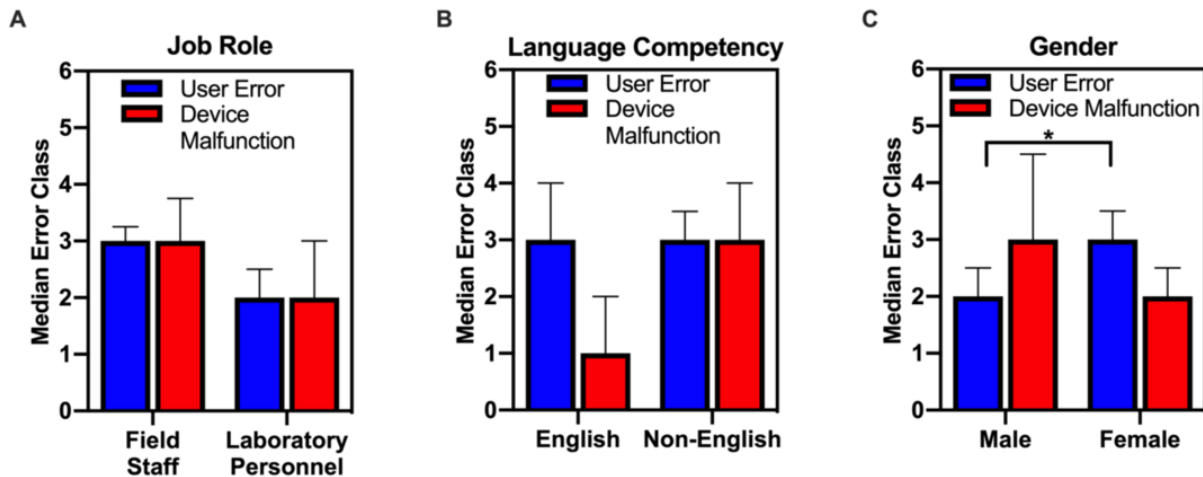 A
Job Role
User Error
Device
Malfunction
Median Error Class
6
5
4
3
2
1
0
Field
Staff
Laboratory
Personnel
B
Language Competency
User Error
Device
Malfunction
Median Error Class
6
5
4
3
2
1
0
English
Non-English
C
Gender
User Error
Device Malfunction
*
Median Error Class
6
5
4
3
2
1
0
Male
Female